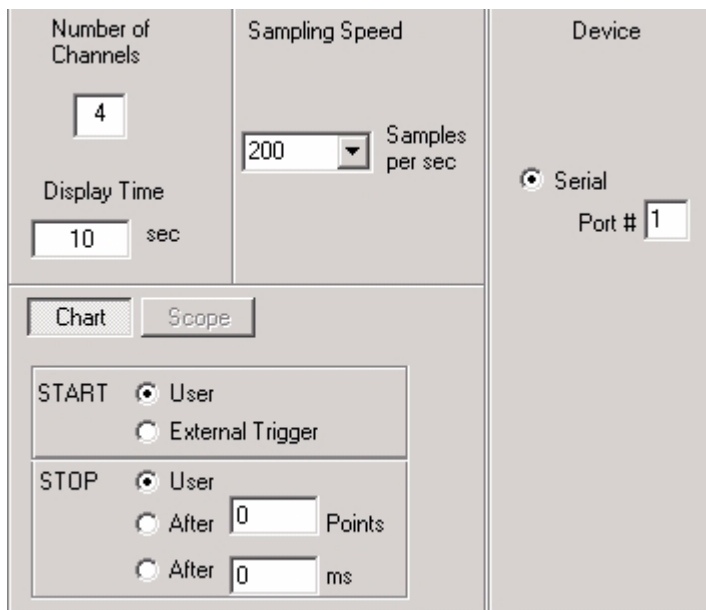 Number of
Channels
4
Display Time
10 sec
Sampling Speed
200 Samples
per sec
Device
Serial
Port # 1
Chart Scope
START User
External Trigger
STOP User
After 0 Points
After 0 ms